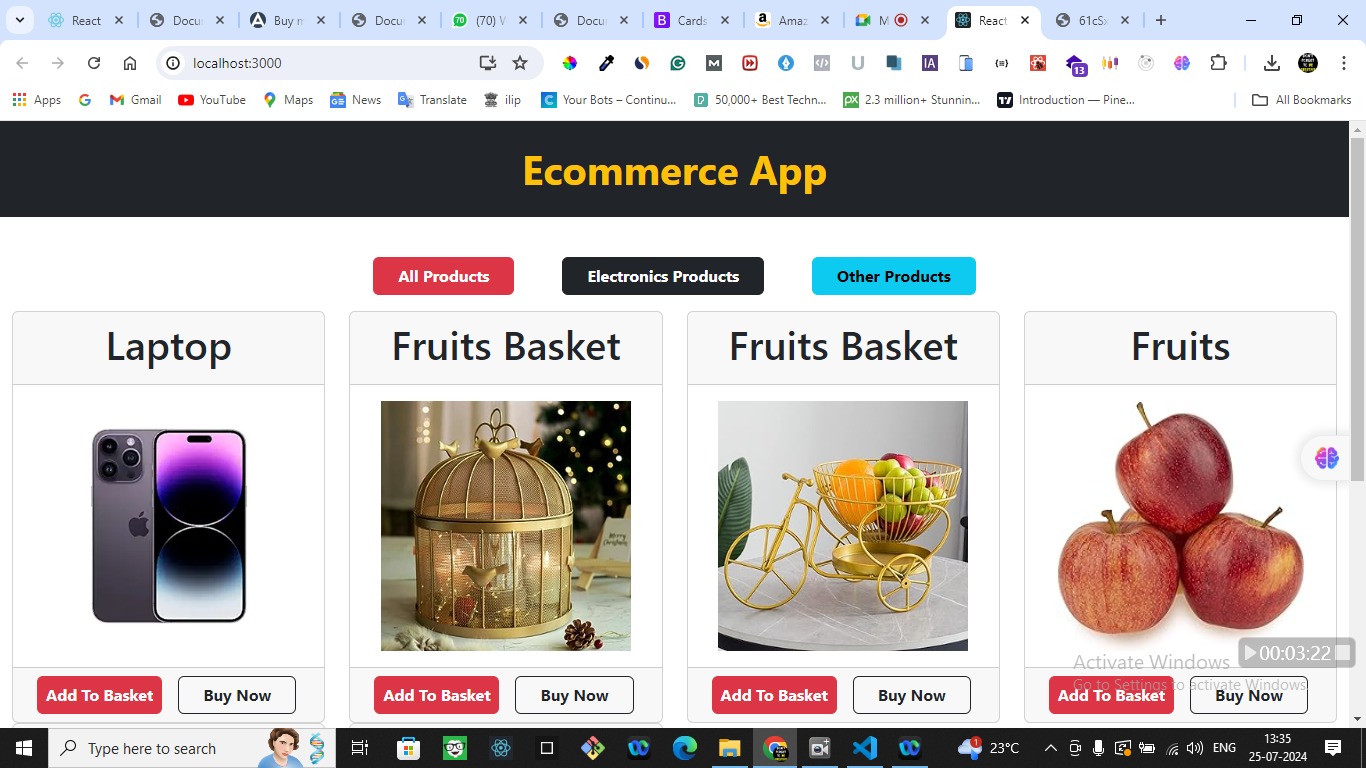 React
Docu
Buy m
Docu
(70) W
Docu
Cards
Amaz
M
React
61cSx
localhost:3000
13
Apps
Gmail
YouTube
Maps
News
Translate
ilip
Your Bots – Continu...
50,000+ Best Techn...
2.3 million+ Stunnin...
Introduction — Pine...
All Bookmarks
Ecommerce App
All Products
Electronics Products
Other Products
Laptop
Fruits Basket
Fruits Basket
Fruits
Activate Windows
Go to Settings to activate Windows.
00:03:22
Add To Basket
Buy Now
Add To Basket
Buy Now
Add To Basket
Buy Now
Add To Basket
Buy Now
Type here to search
23°C
ENG
13:35
25-07-2024